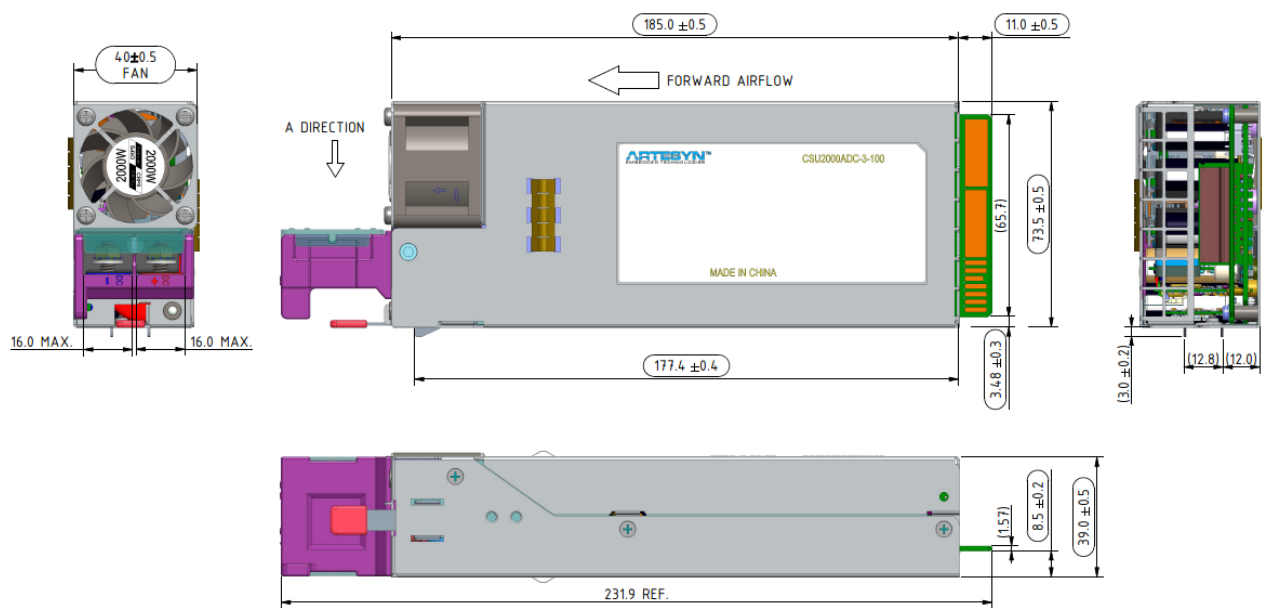 185.0 ±0.5
11.0 ±0.5
40±0.5
FAN
FORWARD AIRFLOW
A DIRECTION
2000W
2000W
ARTESYN™
EMBEDDED TECHNOLOGIES
CSU2000ADC-3-100
MADE IN CHINA
(65.7)
73.5 ±0.5
16.0 MAX.
16.0 MAX.
177.4 ±0.4
3.48 ±0.3
(3.0 ±0.2)
(12.8)
(12.0)
(1.57)
8.5 ±0.2
39.0 ±0.5
231.9 REF.